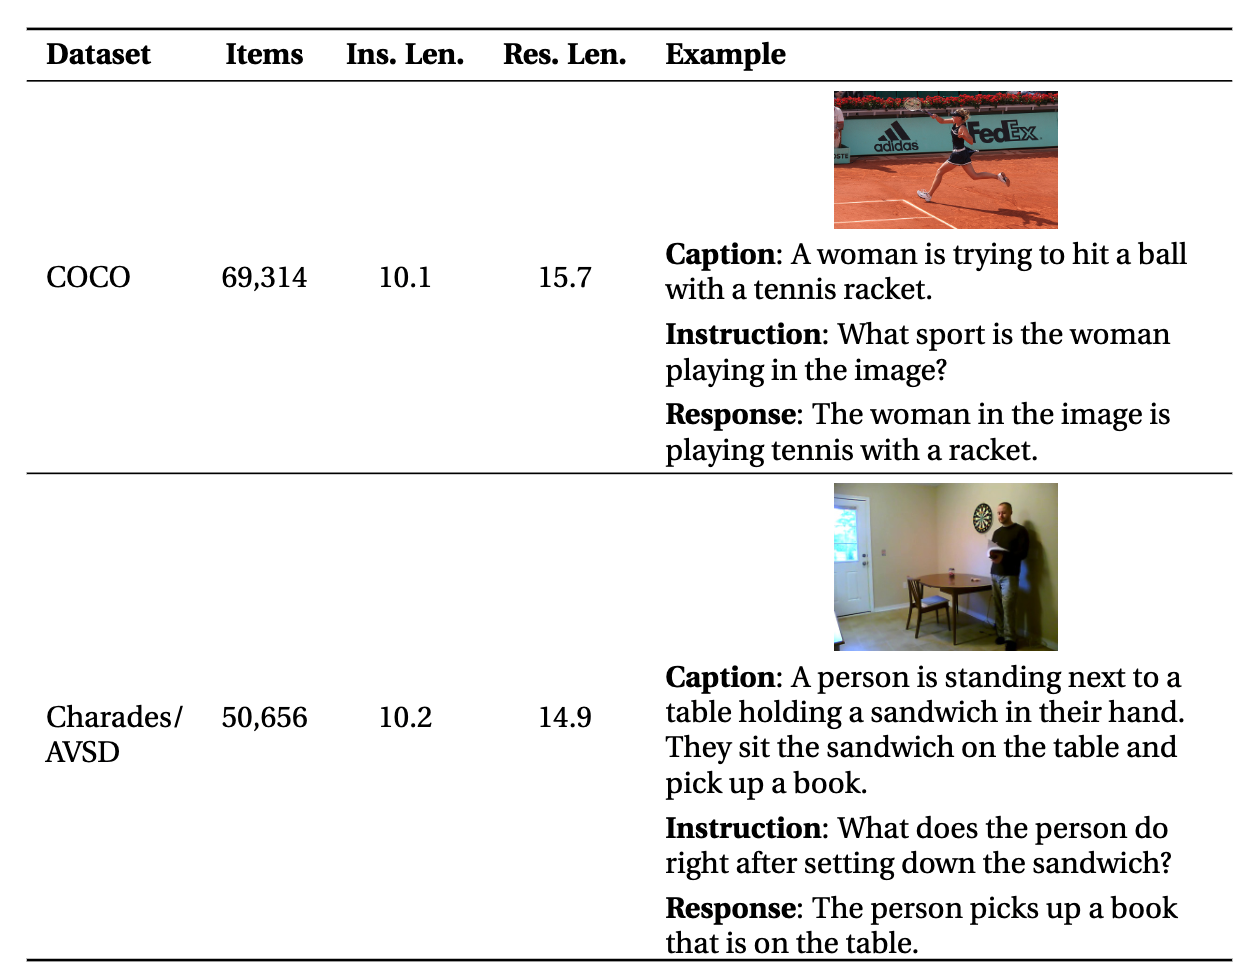 Dataset Items Ins. Len. Res. Len. Example
adidas
FedEx.
OSTE
COCO 69,314 10.1 15.7
Caption: A woman is trying to hit a ball
with a tennis racket.
Instruction: What sport is the woman
playing in the image?
Response: The woman in the image is
playing tennis with a racket.
Charades/
AVSD 50,656 10.2 14.9
Caption: A person is standing next to a
table holding a sandwich in their hand.
They sit the sandwich on the table and
pick up a book.
Instruction: What does the person do
right after setting down the sandwich?
Response: The person picks up a book
that is on the table.